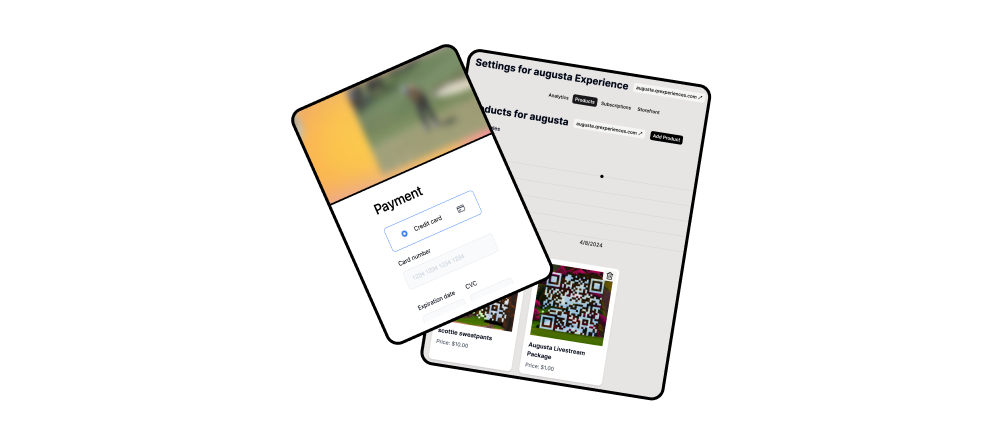 Payment
Credit card
Card number
1234 1234 1234 1234
Expiration date
CVC
Settings for augusta Experience
augusta.qrexperiences.com
Analytics
Products
Subscriptions
Storefront
ducts for augusta
augusta.qrexperiences.com
Add Product
4/8/2024
scottie sweatpants
Price: $10.00
Augusta Livestream
Package
Price: $1.00